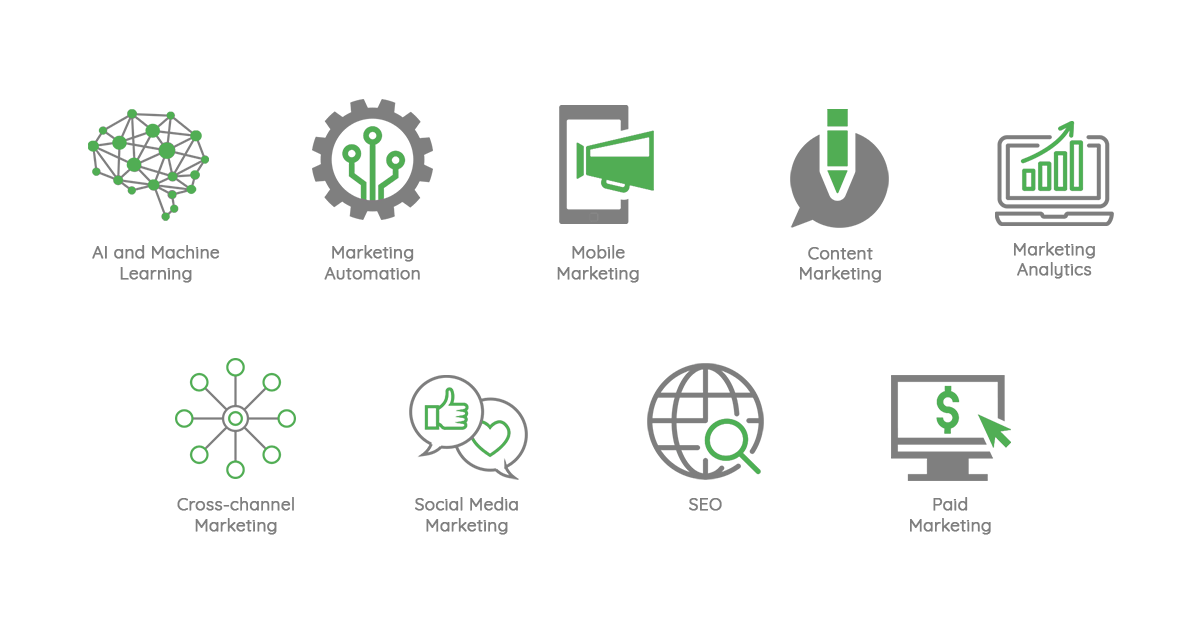 AI and Machine
Learning
Marketing
Automation
Mobile
Marketing
Content
Marketing
Marketing
Analytics
Cross-channel
Marketing
Social Media
Marketing
SEO
$
Paid
Marketing